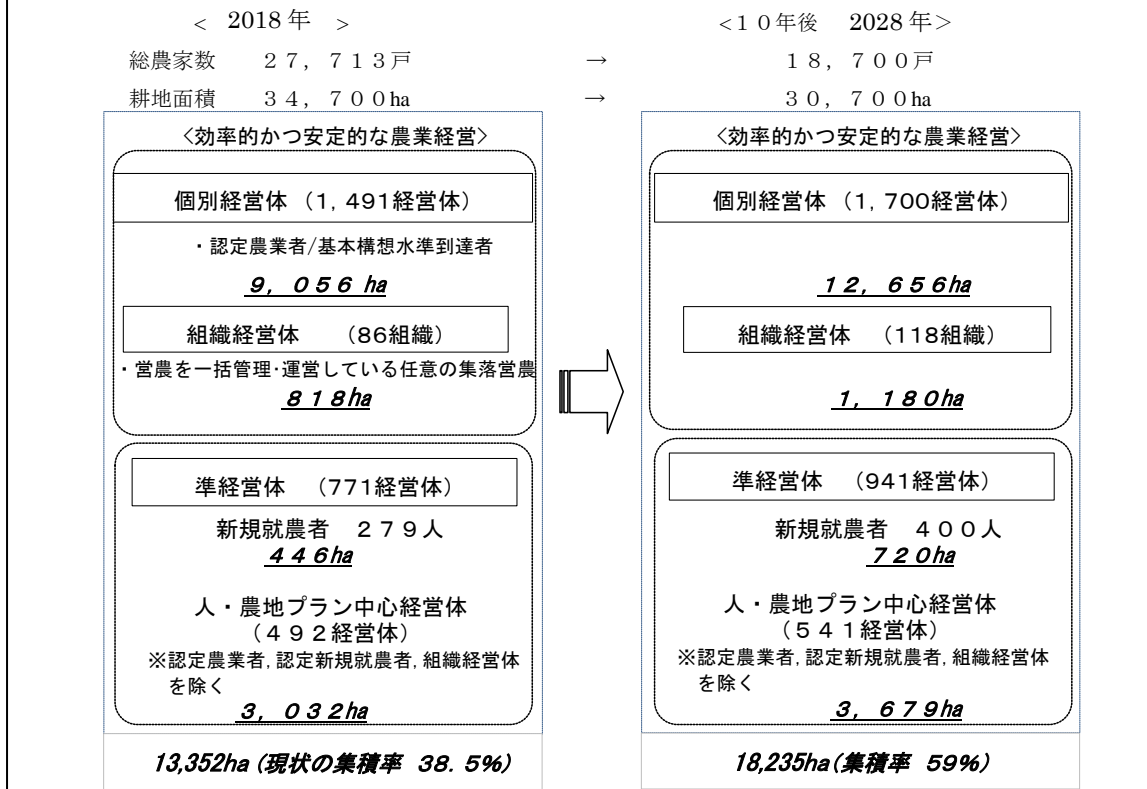 < 2018年 >
<１０年後 2028年>
総農家数 ２７，７１３戸 → １８，７００戸
耕地面積 ３４，７００ha → ３０，７００ha
<効率的かつ安定的な農業経営>
個別経営体（1,491経営体）
・認定農業者/基本構想水準到達者
９，０５６ha
組織経営体 （86組織）
・営農を一括管理･運営している任意の集落営農
８１８ha
準経営体 （771経営体）
新規就農者 ２７９人
４４６ha
人・農地プラン中心経営体
（４９２経営体）
※認定農業者,認定新規就農者,組織経営体
を除く
３，０３２ha
13,352ha（現状の集積率 38.5%）
<効率的かつ安定的な農業経営>
個別経営体（1,700経営体）
１２，６５６ha
組織経営体 （118組織）
１，１８０ha
準経営体 （941経営体）
新規就農者 ４００人
７２０ha
人・農地プラン中心経営体
（５４１経営体）
※認定農業者,認定新規就農者,組織経営体
を除く
３，６７９ha
18,235ha（集積率 59%）